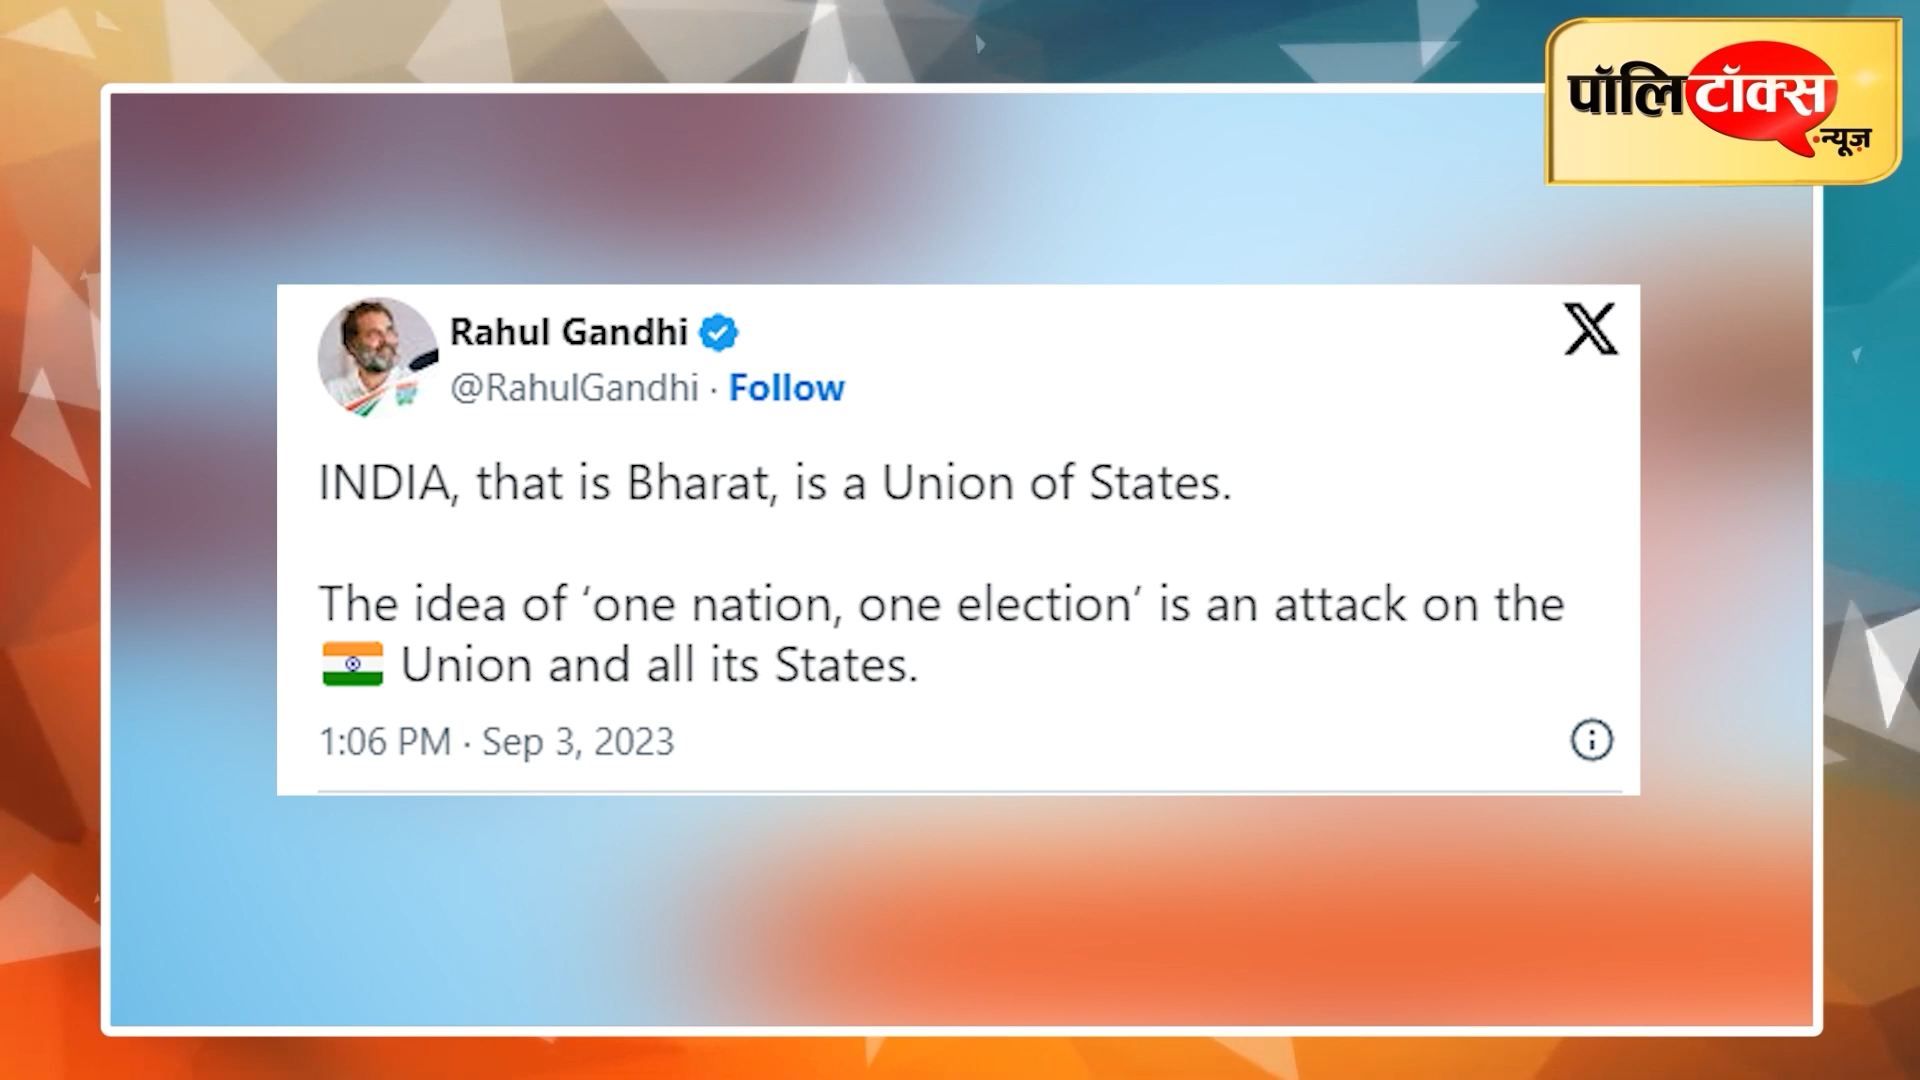 पॉलिटॉक्स
.न्यूज़
Rahul Gandhi
@RahulGandhi · Follow
INDIA, that is Bharat, is a Union of States.
The idea of ‘one nation, one election’ is an attack on the
🇮🇳 Union and all its States.
1:06 PM · Sep 3, 2023